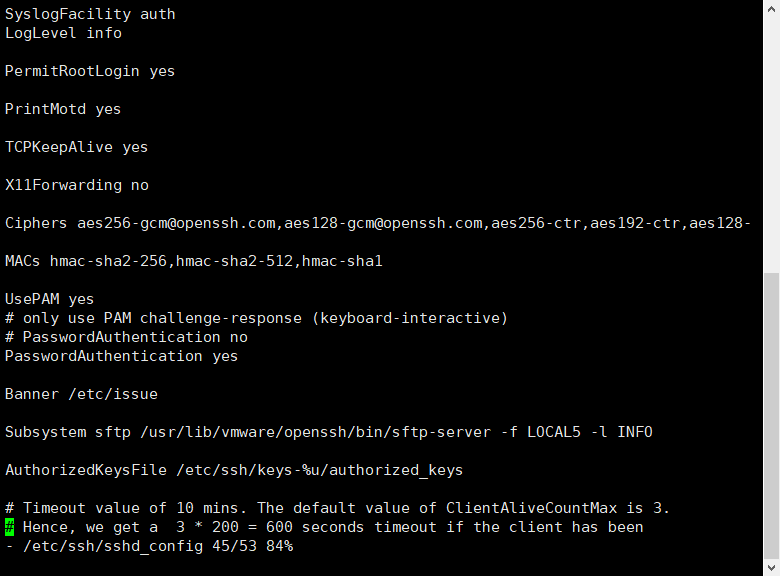 SyslogFacility auth
LogLevel info
PermitRootLogin yes
PrintMotd yes
TCPKeepAlive yes
X11Forwarding no
Ciphers aes256-gcm@openssh.com,aes128-gcm@openssh.com,aes256-ctr,aes192-ctr,aes128-
MACs hmac-sha2-256,hmac-sha2-512,hmac-sha1
UsePAM yes
# only use PAM challenge-response (keyboard-interactive)
# PasswordAuthentication no
PasswordAuthentication yes
Banner /etc/issue
Subsystem sftp /usr/lib/vmware/openssh/bin/sftp-server -f LOCAL5 -l INFO
AuthorizedKeysFile /etc/ssh/keys-%u/authorized_keys
# Timeout value of 10 mins. The default value of ClientAliveCountMax is 3.
# Hence, we get a  3 * 200 = 600 seconds timeout if the client has been
- /etc/ssh/sshd_config 45/53 84%